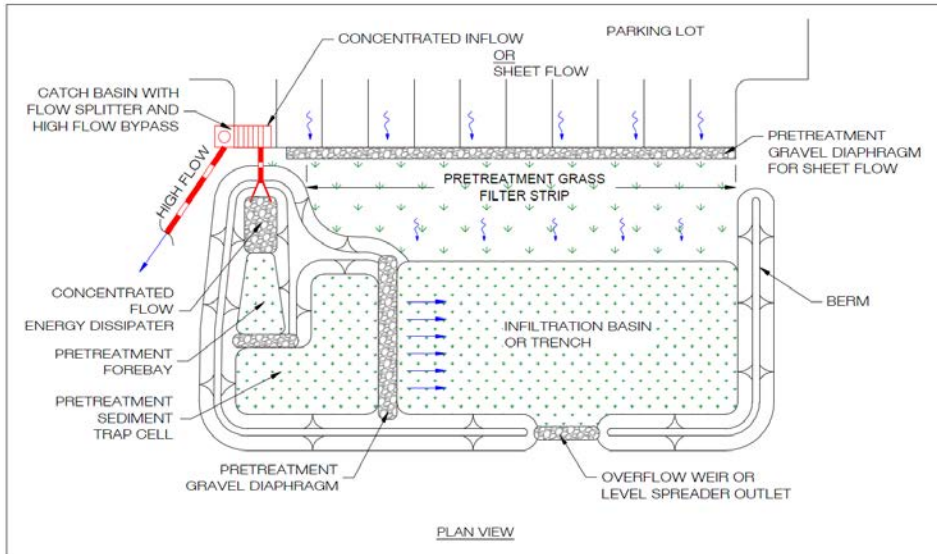 PARKING LOT
CONCENTRATED INFLOW
OR
SHEET FLOW
CATCH BASIN WITH
FLOW SPLITTER AND
HIGH FLOW BYPASS
PRETREATMENT
GRAVEL DIAPHRAGM
FOR SHEET FLOW
PRETREATMENT GRASS
FILTER STRIP
HIGH FLOW
CONCENTRATED
FLOW
ENERGY DISSIPATER
BERM
INFILTRATION BASIN
OR TRENCH
PRETREATMENT
FOREBAY
PRETREATMENT
SEDIMENT
TRAP CELL
PRETREATMENT
GRAVEL DIAPHRAGM
OVERFLOW WEIR OR
LEVEL SPREADER OUTLET
PLAN VIEW